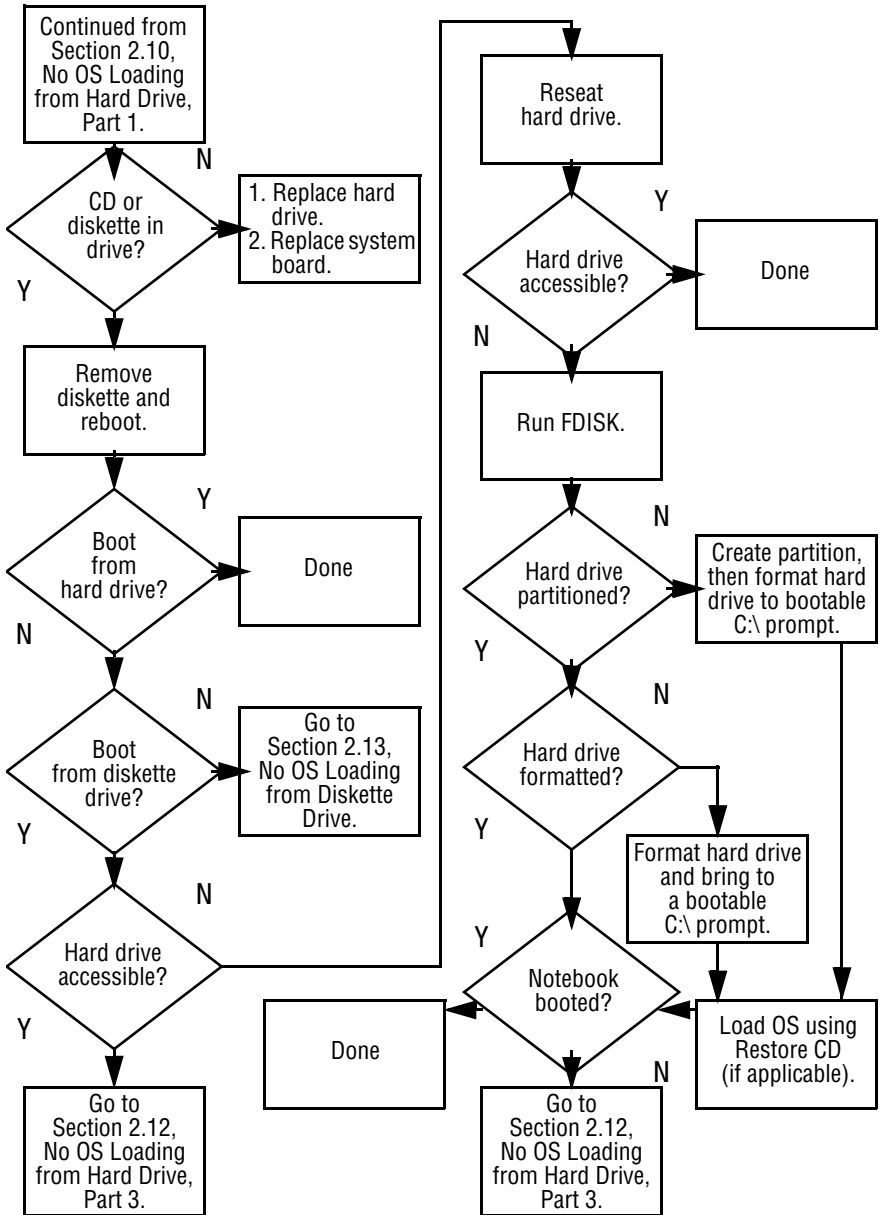 Continued from
Section 2.10,
No OS Loading
from Hard Drive,
Part 1.
N
CD or
diskette in
drive?
1. Replace hard
drive.
2. Replace system
board.
Y
Remove
diskette and
reboot.
Y
Boot
from
hard drive?
Done
N
N
Boot
from diskette
drive?
Go to
Section 2.13,
No OS Loading
from Diskette
Drive.
Y
N
Hard drive
accessible?
Y
Go to
Section 2.12,
No OS Loading
from Hard Drive,
Part 3.
Reseat
hard drive.
Y
Hard drive
accessible?
Done
N
Run FDISK.
N
Hard drive
partitioned?
Create partition,
then format hard
drive to bootable
C:\ prompt.
Y
N
Hard drive
formatted?
Y
Format hard drive
and bring to
a bootable
C:\ prompt.
Y
Notebook
booted?
Done
Load OS using
Restore CD
(if applicable).
N
Go to
Section 2.12,
No OS Loading
from Hard Drive,
Part 3.